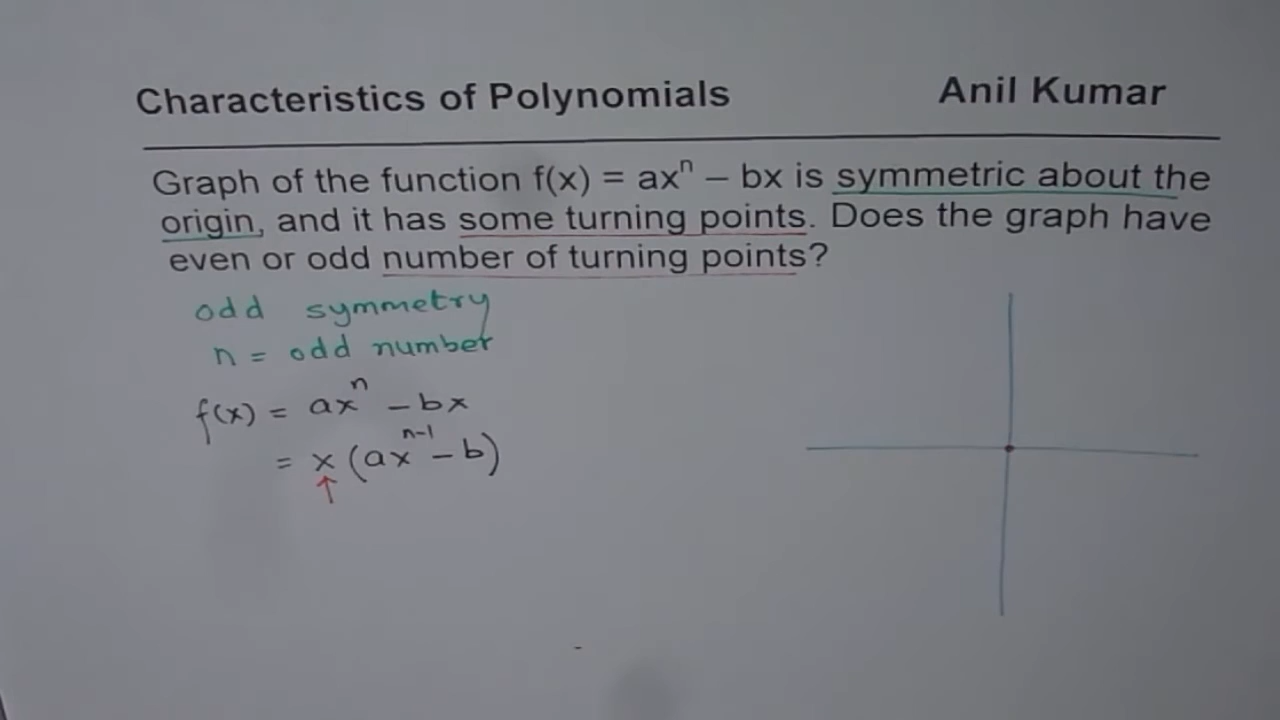 Characteristics of Polynomials Anil Kumar
Graph of the function f(x) = axⁿ – bx is symmetric about the
origin, and it has some turning points. Does the graph have
even or odd number of turning points?
odd symmetry
n = odd number
f(x) = axⁿ - bx
= x (axⁿ⁻¹ - b)